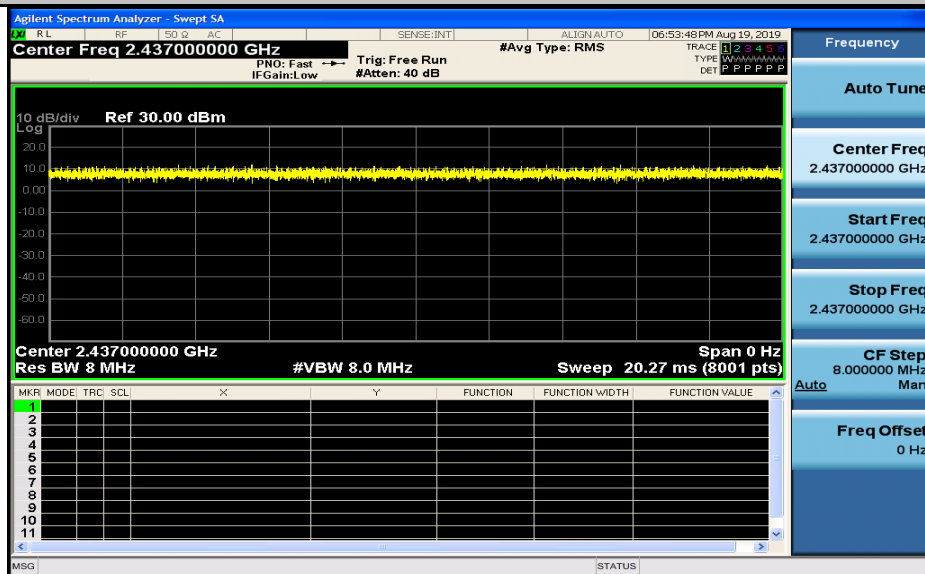 Agilent Spectrum Analyzer - Swept SA
LXI RL RF 50 Ω AC SENSE:INT ALIGN AUTO 06:53:48 PM Aug 19, 2019
Center Freq 2.437000000 GHz
#Avg Type: RMS
TRACE 1 2 3 4 5 6
TYPE W
DET P P P P P P
PNO: Fast
IFGain:Low
Trig: Free Run
#Atten: 40 dB
10 dB/div
Log
Ref 30.00 dBm
20.0
10.0
0.00
-10.0
-20.0
-30.0
-40.0
-50.0
-60.0
Center 2.437000000 GHz
Span 0 Hz
Res BW 8 MHz
#VBW 8.0 MHz
Sweep 20.27 ms (8001 pts)
MKR MODE TRC SCL X Y FUNCTION FUNCTION WIDTH FUNCTION VALUE
1
2
3
4
5
6
7
8
9
10
11
MSG
STATUS
Frequency
Auto Tune
Center Freq
2.437000000 GHz
Start Freq
2.437000000 GHz
Stop Freq
2.437000000 GHz
CF Step
8.000000 MHz
Auto Man
Freq Offset
0 Hz